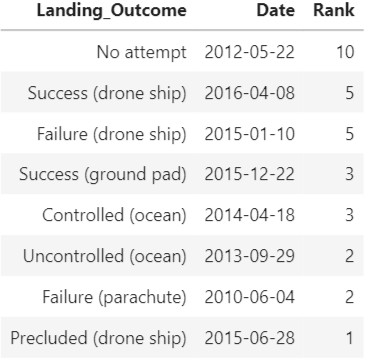 Landing_Outcome Date Rank
No attempt 2012-05-22 10
Success (drone ship) 2016-04-08 5
Failure (drone ship) 2015-01-10 5
Success (ground pad) 2015-12-22 3
Controlled (ocean) 2014-04-18 3
Uncontrolled (ocean) 2013-09-29 2
Failure (parachute) 2010-06-04 2
Precluded (drone ship) 2015-06-28 1